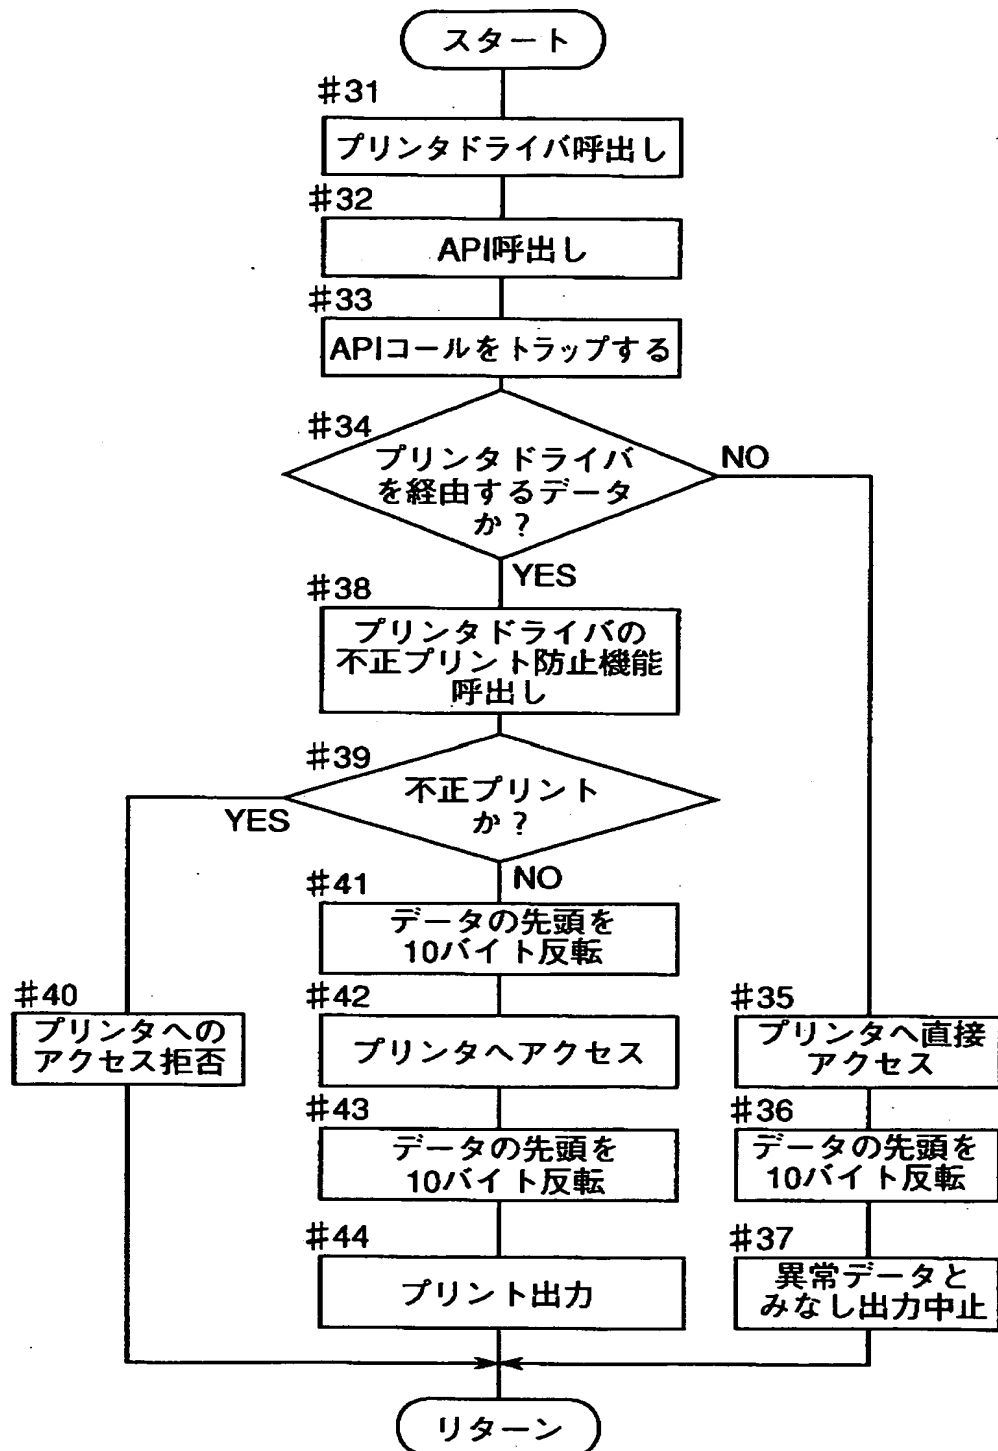 スタート
#31
プリンタドライバ呼出し
#32
API呼出し
#33
APIコールをトラップする
#34
プリンタドライバ
を経由するデータ
か?
NO
YES
#38
プリンタドライバの
不正プリント防止機能
呼出し
#39
不正プリント
か?
YES
NO
#41
データの先頭を
10バイト反転
#40
プリンタへの
アクセス拒否
#42
プリンタへアクセス
#35
プリンタへ直接
アクセス
#43
データの先頭を
10バイト反転
#36
データの先頭を
10バイト反転
#44
プリント出力
#37
異常データと
みなし出力中止
リターン